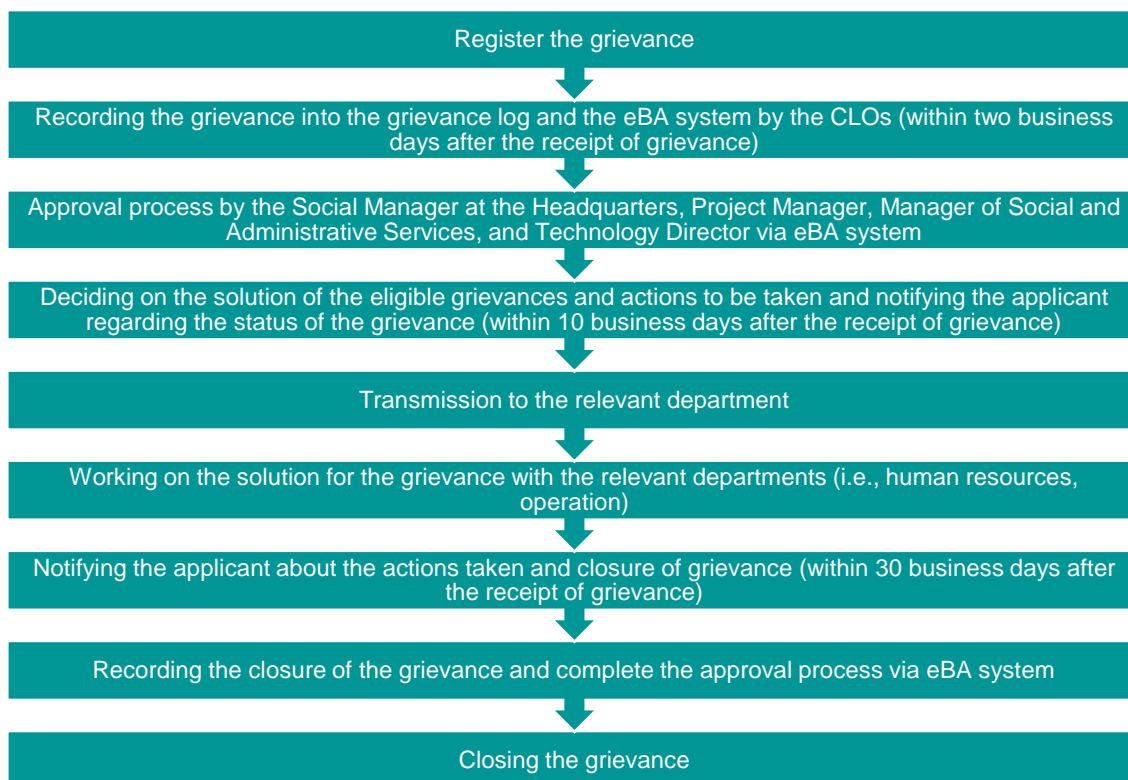 Register the grievance
Recording the grievance into the grievance log and the eBA system by the CLOs (within two business
days after the receipt of grievance)
Approval process by the Social Manager at the Headquarters, Project Manager, Manager of Social and
Administrative Services, and Technology Director via eBA system
Deciding on the solution of the eligible grievances and actions to be taken and notifying the applicant
regarding the status of the grievance (within 10 business days after the receipt of grievance)
Transmission to the relevant department
Working on the solution for the grievance with the relevant departments (i.e., human resources,
operation)
Notifying the applicant about the actions taken and closure of grievance (within 30 business days after
the receipt of grievance)
Recording the closure of the grievance and complete the approval process via eBA system
Closing the grievance